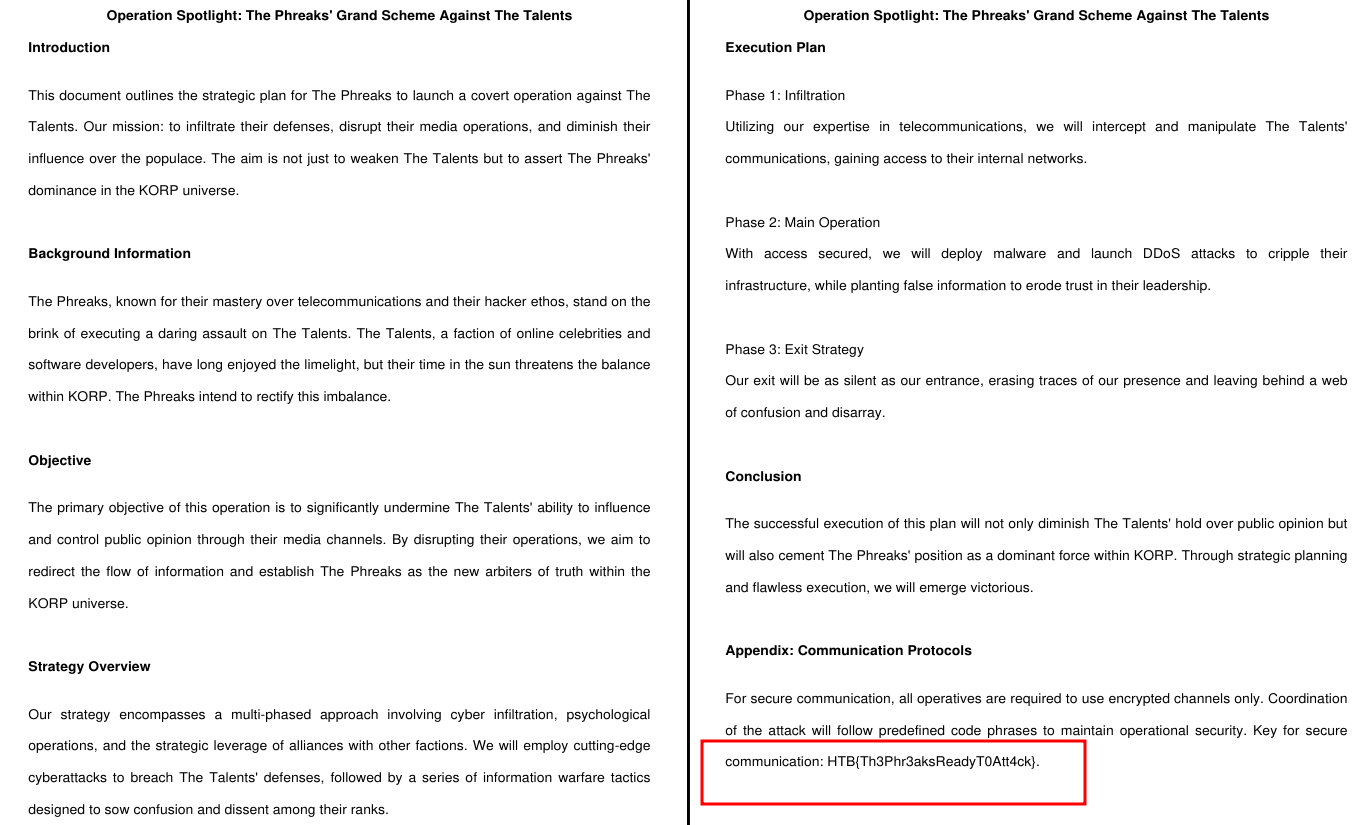 Operation Spotlight: The Phreaks' Grand Scheme Against The Talents
Introduction
This document outlines the strategic plan for The Phreaks to launch a covert operation against The
Talents. Our mission: to infiltrate their defenses, disrupt their media operations, and diminish their
influence over the populace. The aim is not just to weaken The Talents but to assert The Phreaks'
dominance in the KORP universe.
Background Information
The Phreaks, known for their mastery over telecommunications and their hacker ethos, stand on the
brink of executing a daring assault on The Talents. The Talents, a faction of online celebrities and
software developers, have long enjoyed the limelight, but their time in the sun threatens the balance
within KORP. The Phreaks intend to rectify this imbalance.
Objective
The primary objective of this operation is to significantly undermine The Talents' ability to influence
and control public opinion through their media channels. By disrupting their operations, we aim to
redirect the flow of information and establish The Phreaks as the new arbiters of truth within the
KORP universe.
Strategy Overview
Our strategy encompasses a multi-phased approach involving cyber infiltration, psychological
operations, and the strategic leverage of alliances with other factions. We will employ cutting-edge
cyberattacks to breach The Talents' defenses, followed by a series of information warfare tactics
designed to sow confusion and dissent among their ranks.
Operation Spotlight: The Phreaks' Grand Scheme Against The Talents
Execution Plan
Phase 1: Infiltration
Utilizing our expertise in telecommunications, we will intercept and manipulate The Talents'
communications, gaining access to their internal networks.
Phase 2: Main Operation
With access secured, we will deploy malware and launch DDoS attacks to cripple their
infrastructure, while planting false information to erode trust in their leadership.
Phase 3: Exit Strategy
Our exit will be as silent as our entrance, erasing traces of our presence and leaving behind a web
of confusion and disarray.
Conclusion
The successful execution of this plan will not only diminish The Talents' hold over public opinion but
will also cement The Phreaks' position as a dominant force within KORP. Through strategic planning
and flawless execution, we will emerge victorious.
Appendix: Communication Protocols
For secure communication, all operatives are required to use encrypted channels only. Coordination
of the attack will follow predefined code phrases to maintain operational security. Key for secure
communication: HTB{Th3Phr3aksReadyT0Att4ck}.